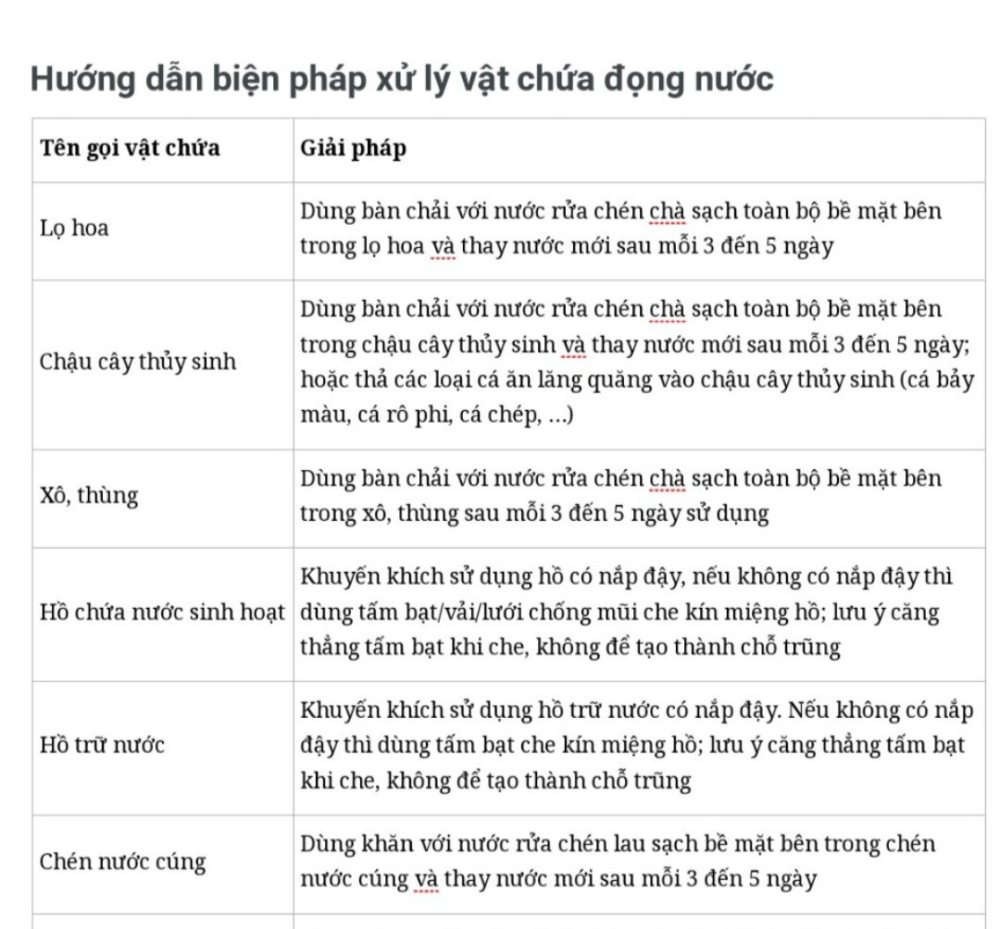 Hướng dẫn biện pháp xử lý vật chứa đọng nước
Tên gọi vật chứa
Giải pháp
Lọ hoa
Dùng bàn chải với nước rửa chén chà sạch toàn bộ bề mặt bên
trong lọ hoa và thay nước mới sau mỗi 3 đến 5 ngày
Chậu cây thủy sinh
Dùng bàn chải với nước rửa chén chà sạch toàn bộ bề mặt bên
trong chậu cây thủy sinh và thay nước mới sau mỗi 3 đến 5 ngày;
hoặc thả các loại cá ăn lăng quăng vào chậu cây thủy sinh (cá bảy
màu, cá rô phi, cá chép, ...)
Xô, thùng
Dùng bàn chải với nước rửa chén chà sạch toàn bộ bề mặt bên
trong xô, thùng sau mỗi 3 đến 5 ngày sử dụng
Hồ chứa nước sinh hoạt
Khuyến khích sử dụng hồ có nắp đậy, nếu không có nắp đậy thì
dùng tấm bạt/vải/lưới chống mũi che kín miệng hồ; lưu ý căng
thẳng tấm bạt khi che, không để tạo thành chỗ trũng
Hồ trữ nước
Khuyến khích sử dụng hồ trữ nước có nắp đậy. Nếu không có nắp
đậy thì dùng tấm bạt che kín miệng hồ; lưu ý căng thẳng tấm bạt
khi che, không để tạo thành chỗ trũng
Chén nước cúng
Dùng khăn với nước rửa chén lau sạch bề mặt bên trong chén
nước cúng và thay nước mới sau mỗi 3 đến 5 ngày